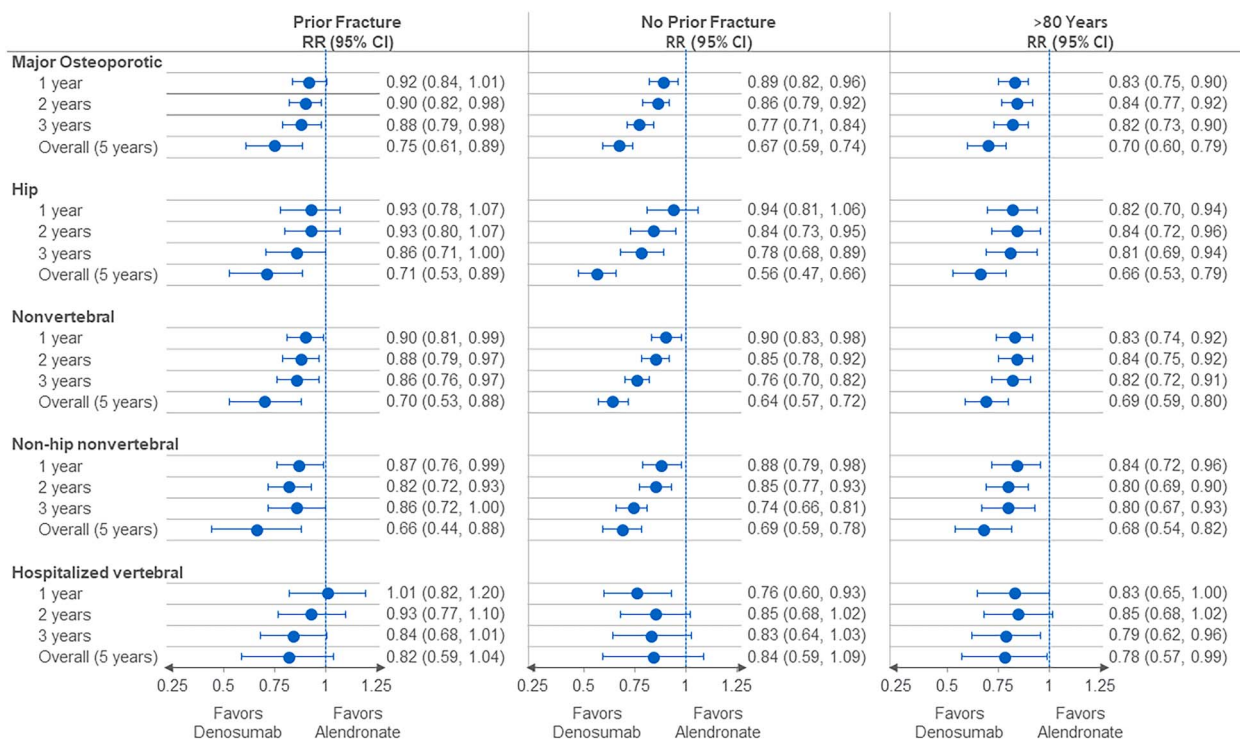 Prior Fracture No Prior Fracture >80 Years
RR (95% CI) RR (95% CI) RR (95% CI)
Major Osteoporotic
1 year 0.92 (0.84, 1.01) 0.89 (0.82, 0.96) 0.83 (0.75, 0.90)
2 years 0.90 (0.82, 0.98) 0.86 (0.79, 0.92) 0.84 (0.77, 0.92)
3 years 0.88 (0.79, 0.98) 0.77 (0.71, 0.84) 0.82 (0.73, 0.90)
Overall (5 years) 0.75 (0.61, 0.89) 0.67 (0.59, 0.74) 0.70 (0.60, 0.79)
Hip
1 year 0.93 (0.78, 1.07) 0.94 (0.81, 1.06) 0.82 (0.70, 0.94)
2 years 0.93 (0.80, 1.07) 0.84 (0.73, 0.95) 0.84 (0.72, 0.96)
3 years 0.86 (0.71, 1.00) 0.78 (0.68, 0.89) 0.81 (0.69, 0.94)
Overall (5 years) 0.71 (0.53, 0.89) 0.56 (0.47, 0.66) 0.66 (0.53, 0.79)
Nonvertebral
1 year 0.90 (0.81, 0.99) 0.90 (0.83, 0.98) 0.83 (0.74, 0.92)
2 years 0.88 (0.79, 0.97) 0.85 (0.78, 0.92) 0.84 (0.75, 0.92)
3 years 0.86 (0.76, 0.97) 0.76 (0.70, 0.82) 0.82 (0.72, 0.91)
Overall (5 years) 0.70 (0.53, 0.88) 0.64 (0.57, 0.72) 0.69 (0.59, 0.80)
Non-hip nonvertebral
1 year 0.87 (0.76, 0.99) 0.88 (0.79, 0.98) 0.84 (0.72, 0.96)
2 years 0.82 (0.72, 0.93) 0.85 (0.77, 0.93) 0.80 (0.69, 0.90)
3 years 0.86 (0.72, 1.00) 0.74 (0.66, 0.81) 0.80 (0.67, 0.93)
Overall (5 years) 0.66 (0.44, 0.88) 0.69 (0.59, 0.78) 0.68 (0.54, 0.82)
Hospitalized vertebral
1 year 1.01 (0.82, 1.20) 0.76 (0.60, 0.93) 0.83 (0.65, 1.00)
2 years 0.93 (0.77, 1.10) 0.85 (0.68, 1.02) 0.85 (0.68, 1.02)
3 years 0.84 (0.68, 1.01) 0.83 (0.64, 1.03) 0.79 (0.62, 0.96)
Overall (5 years) 0.82 (0.59, 1.04) 0.84 (0.59, 1.09) 0.78 (0.57, 0.99)
0.25 0.5 0.75 1 1.25 0.25 0.5 0.75 1 1.25 0.25 0.5 0.75 1 1.25
Favors Favors Favors Favors Favors Favors
Denosumab Alendronate Denosumab Alendronate Denosumab Alendronate